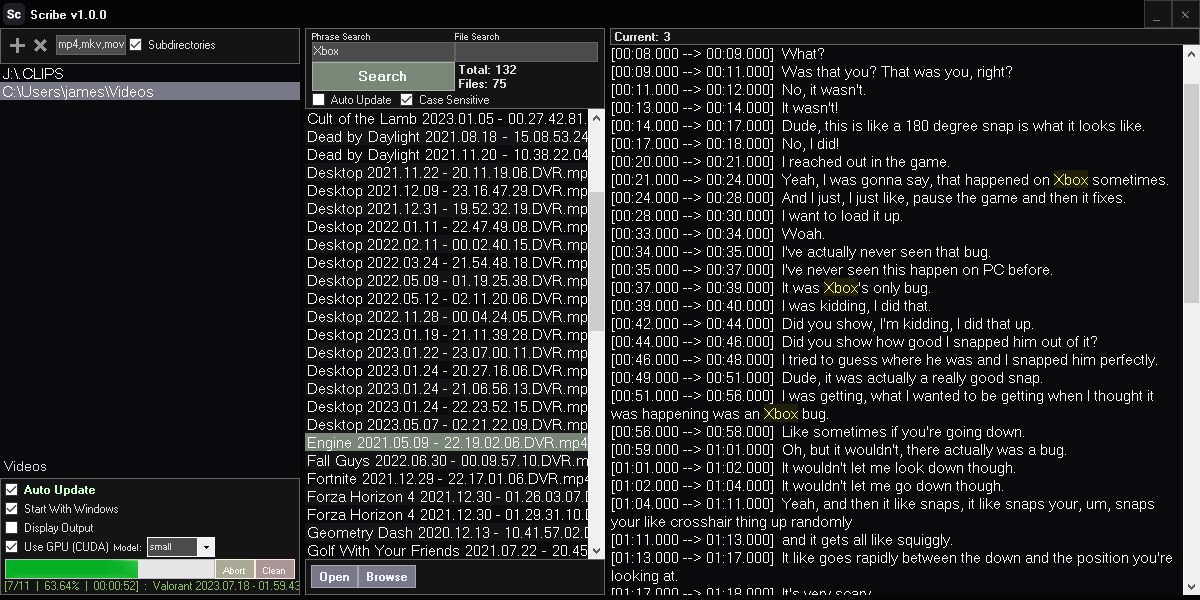 Sc Scribe v1.0.0
mp4,mkv,mov Subdirectories
J:\.CLIPS
C:\Users\james\Videos
Videos
Auto Update
Start With Windows
Display Output
Use GPU (CUDA) Model: small
Abort Clean
[7/11 | 63.64% | 00:00:52] : Valorant 2023.07.18 - 01.59.43
Phrase Search File Search
Xbox
Search
Total: 132
Files: 75
Auto Update Case Sensitive
Cult of the Lamb 2023.01.05 - 00.27.42.81.
Dead by Daylight 2021.08.18 - 15.08.53.24
Dead by Daylight 2021.11.20 - 10.38.22.04
Desktop 2021.11.22 - 20.11.19.06.DVR.mp
Desktop 2021.12.09 - 23.16.47.29.DVR.mp
Desktop 2021.12.31 - 19.52.32.19.DVR.mp
Desktop 2022.01.11 - 22.47.49.08.DVR.mp
Desktop 2022.02.11 - 00.02.40.15.DVR.mp
Desktop 2022.03.24 - 21.54.48.18.DVR.mp
Desktop 2022.05.09 - 01.19.25.38.DVR.mp
Desktop 2022.05.12 - 02.11.20.06.DVR.mp
Desktop 2022.11.28 - 00.04.24.05.DVR.mp
Desktop 2023.01.19 - 21.11.39.28.DVR.mp
Desktop 2023.01.22 - 23.07.00.11.DVR.mp
Desktop 2023.01.24 - 20.27.16.06.DVR.mp
Desktop 2023.01.24 - 21.06.56.13.DVR.mp
Desktop 2023.01.24 - 22.23.52.15.DVR.mp
Desktop 2023.05.07 - 02.21.22.09.DVR.mp
Engine 2021.05.09 - 22.19.02.06.DVR.mp4
Fall Guys 2022.06.30 - 00.09.57.10.DVR.m
Fortnite 2021.12.29 - 22.17.01.06.DVR.mp4
Forza Horizon 4 2021.12.30 - 01.26.03.07.D
Forza Horizon 4 2021.12.30 - 01.29.31.10.D
Geometry Dash 2020.12.13 - 10.41.57.02.D
Golf With Your Friends 2021.07.22 - 20.45
Open Browse
Current: 3
[00:08.000 --> 00:09.000] What?
[00:09.000 --> 00:11.000] Was that you? That was you, right?
[00:11.000 --> 00:12.000] No, it wasn't.
[00:13.000 --> 00:14.000] It wasn't!
[00:14.000 --> 00:17.000] Dude, this is like a 180 degree snap is what it looks like.
[00:17.000 --> 00:18.000] No, I did!
[00:20.000 --> 00:21.000] I reached out in the game.
[00:21.000 --> 00:24.000] Yeah, I was gonna say, that happened on Xbox sometimes.
[00:24.000 --> 00:28.000] And I just, I just like, pause the game and then it fixes.
[00:28.000 --> 00:30.000] I want to load it up.
[00:33.000 --> 00:34.000] Woah.
[00:34.000 --> 00:35.000] I've actually never seen that bug.
[00:35.000 --> 00:37.000] I've never seen this happen on PC before.
[00:37.000 --> 00:39.000] It was Xbox's only bug.
[00:39.000 --> 00:40.000] I was kidding, I did that.
[00:42.000 --> 00:44.000] Did you show, I'm kidding, I did that up.
[00:44.000 --> 00:46.000] Did you show how good I snapped him out of it?
[00:46.000 --> 00:48.000] I tried to guess where he was and I snapped him perfectly.
[00:49.000 --> 00:51.000] Dude, it was actually a really good snap.
[00:51.000 --> 00:56.000] I was getting, what I wanted to be getting when I thought it
was happening was an Xbox bug.
[00:56.000 --> 00:58.000] Like sometimes if you're going down.
[00:59.000 --> 01:01.000] Oh, but it wouldn't, there actually was a bug.
[01:01.000 --> 01:02.000] It wouldn't let me look down though.
[01:02.000 --> 01:04.000] It wouldn't let me go down though.
[01:04.000 --> 01:11.000] Yeah, and then it like snaps, it like snaps your, um, snaps
your like crosshair thing up randomly
[01:11.000 --> 01:13.000] and it gets all like squiggly.
[01:13.000 --> 01:17.000] It like goes rapidly between the down and the position you're
looking at.
[01:17.000 --> 01:18.000] It's very scary